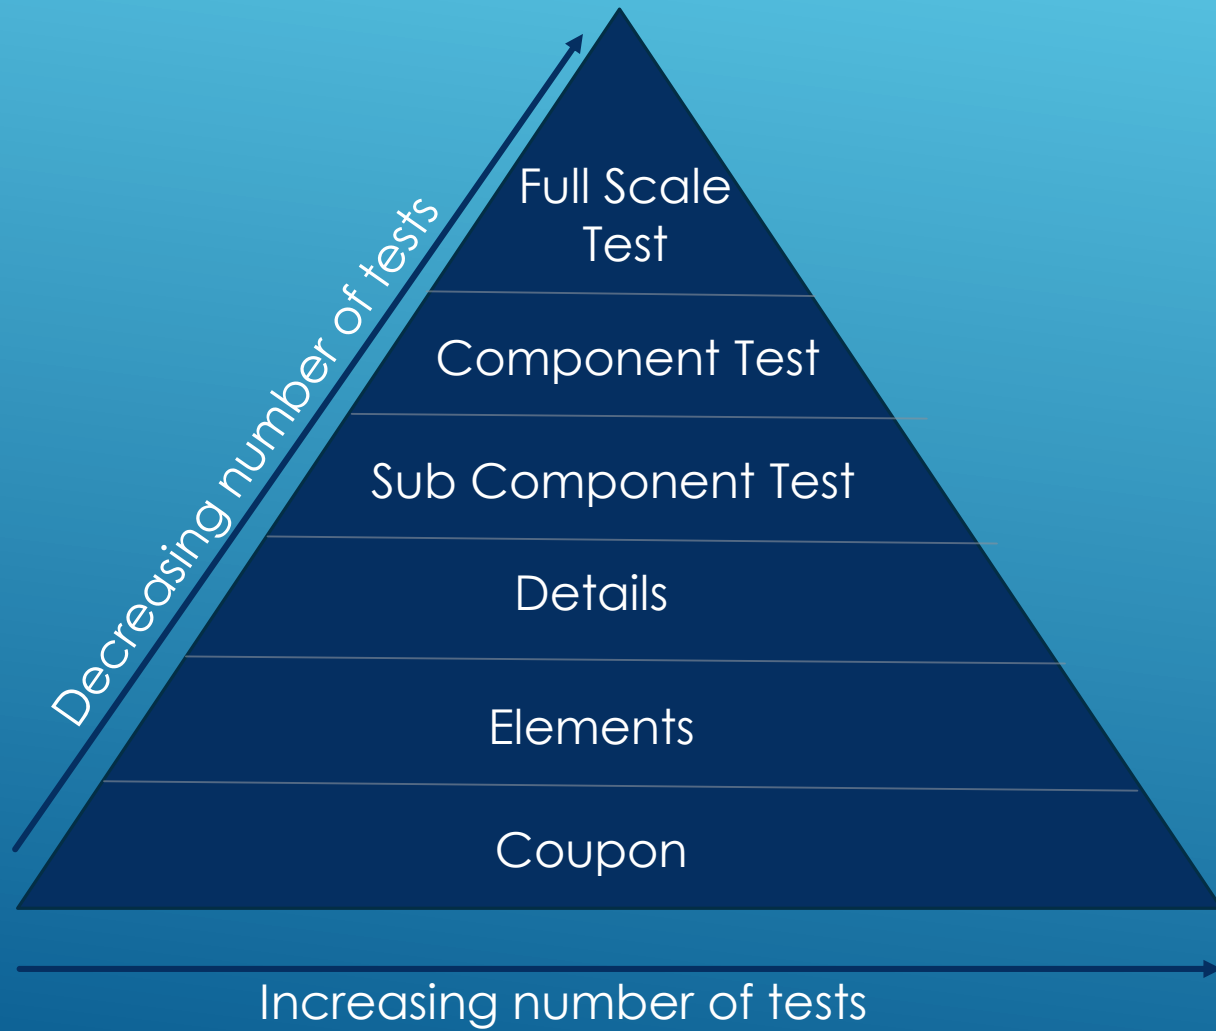 Full Scale
Test
Component Test
Sub Component Test
Details
Elements
Coupon
Decreasing number of tests
Increasing number of tests